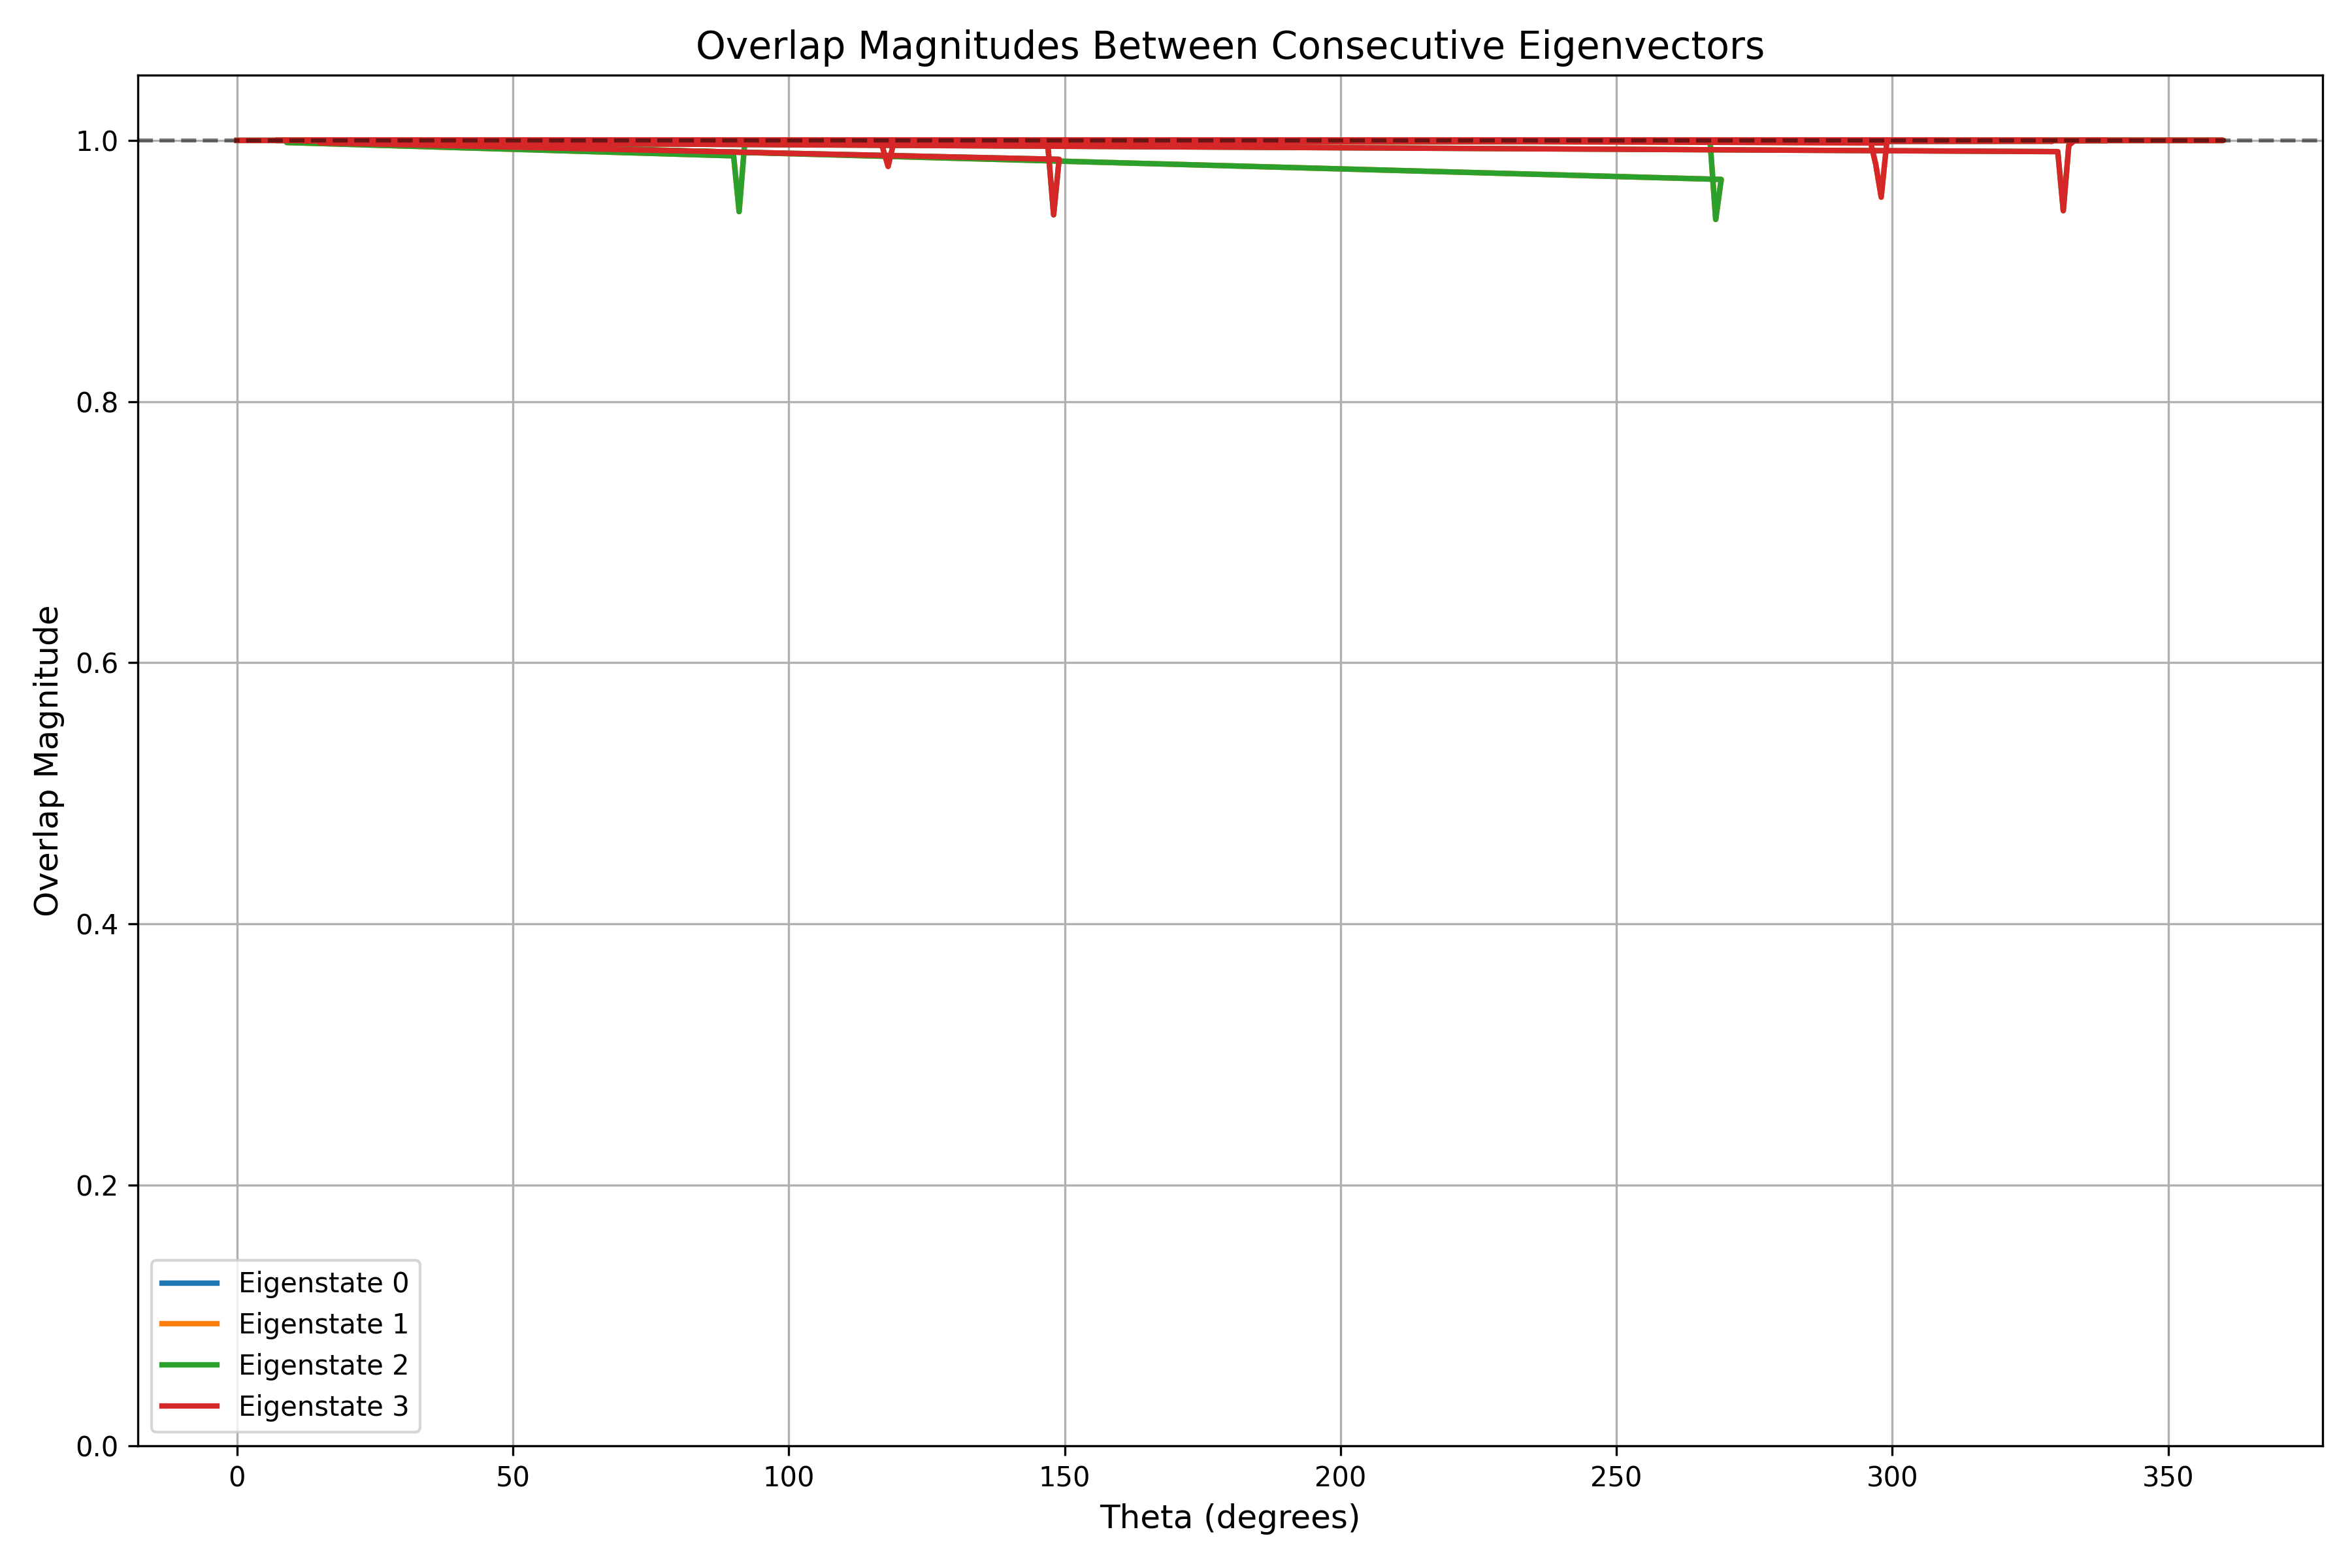 Overlap Magnitudes Between Consecutive Eigenvectors
Overlap Magnitude
1.0
0.8
0.6
0.4
0.2
0.0
Eigenstate 0
Eigenstate 1
Eigenstate 2
Eigenstate 3
0 50 100 150 200 250 300 350
Theta (degrees)